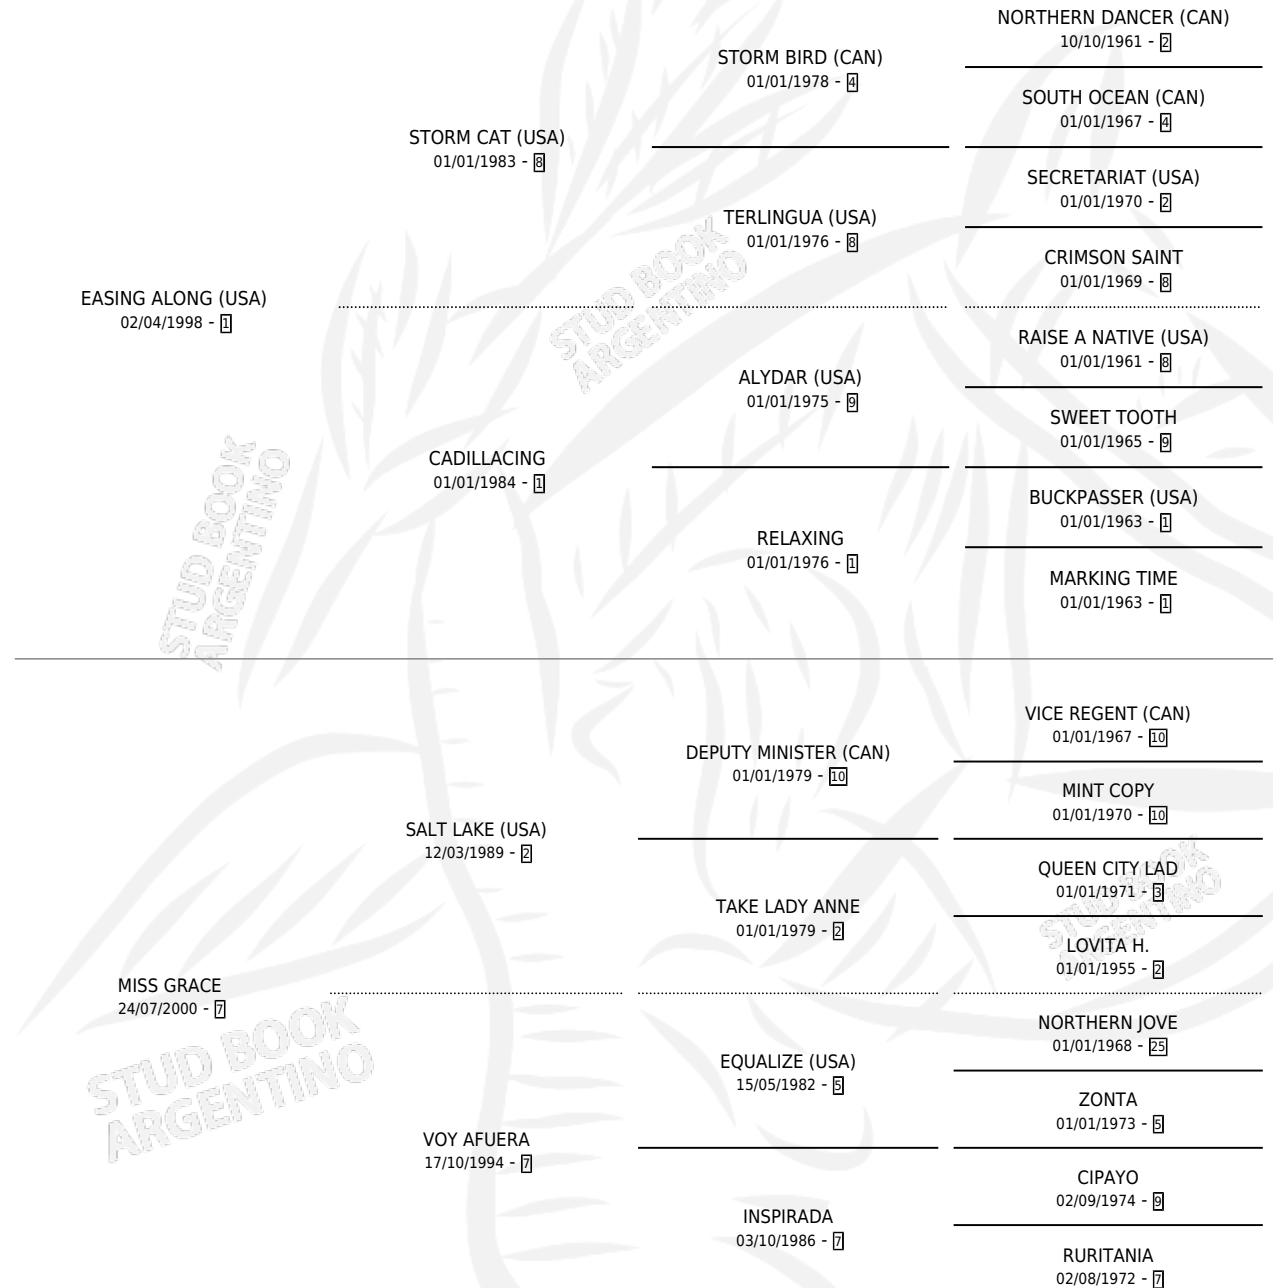 NORTHERN DANCER (CAN)
10/10/1961 - 2
STORM BIRD (CAN)
01/01/1978 - 4
SOUTH OCEAN (CAN)
01/01/1967 - 4
STORM CAT (USA)
01/01/1983 - 8
SECRETARIAT (USA)
01/01/1970 - 2
TERLINGUA (USA)
01/01/1976 - 8
CRIMSON SAINT
01/01/1969 - 8
EASING ALONG (USA)
02/04/1998 - 1
STUD BOOK
ARGENTINO
RAISE A NATIVE (USA)
01/01/1961 - 8
ALYDAR (USA)
01/01/1975 - 9
SWEET TOOTH
01/01/1965 - 9
CADILLACING
01/01/1984 - 1
BUCKPASSER (USA)
01/01/1963 - 1
RELAXING
01/01/1976 - 1
MARKING TIME
01/01/1963 - 1
STUD BOOK
ARGENTINO
VICE REGENT (CAN)
01/01/1967 - 10
DEPUTY MINISTER (CAN)
01/01/1979 - 10
MINT COPY
01/01/1970 - 10
SALT LAKE (USA)
12/03/1989 - 2
QUEEN CITY LAD
01/01/1971 - 3
TAKE LADY ANNE
01/01/1979 - 2
STUD BOOK
ARGENTINO
LOVITA H.
01/01/1955 - 2
MISS GRACE
24/07/2000 - 7
STUD BOOK
ARGENTINO
NORTHERN JOVE
01/01/1968 - 25
EQUALIZE (USA)
15/05/1982 - 5
ZONTA
01/01/1973 - 5
VOY AFUERA
17/10/1994 - 7
CIPAYO
02/09/1974 - 9
INSPIRADA
03/10/1986 - 7
RURITANIA
02/08/1972 - 7